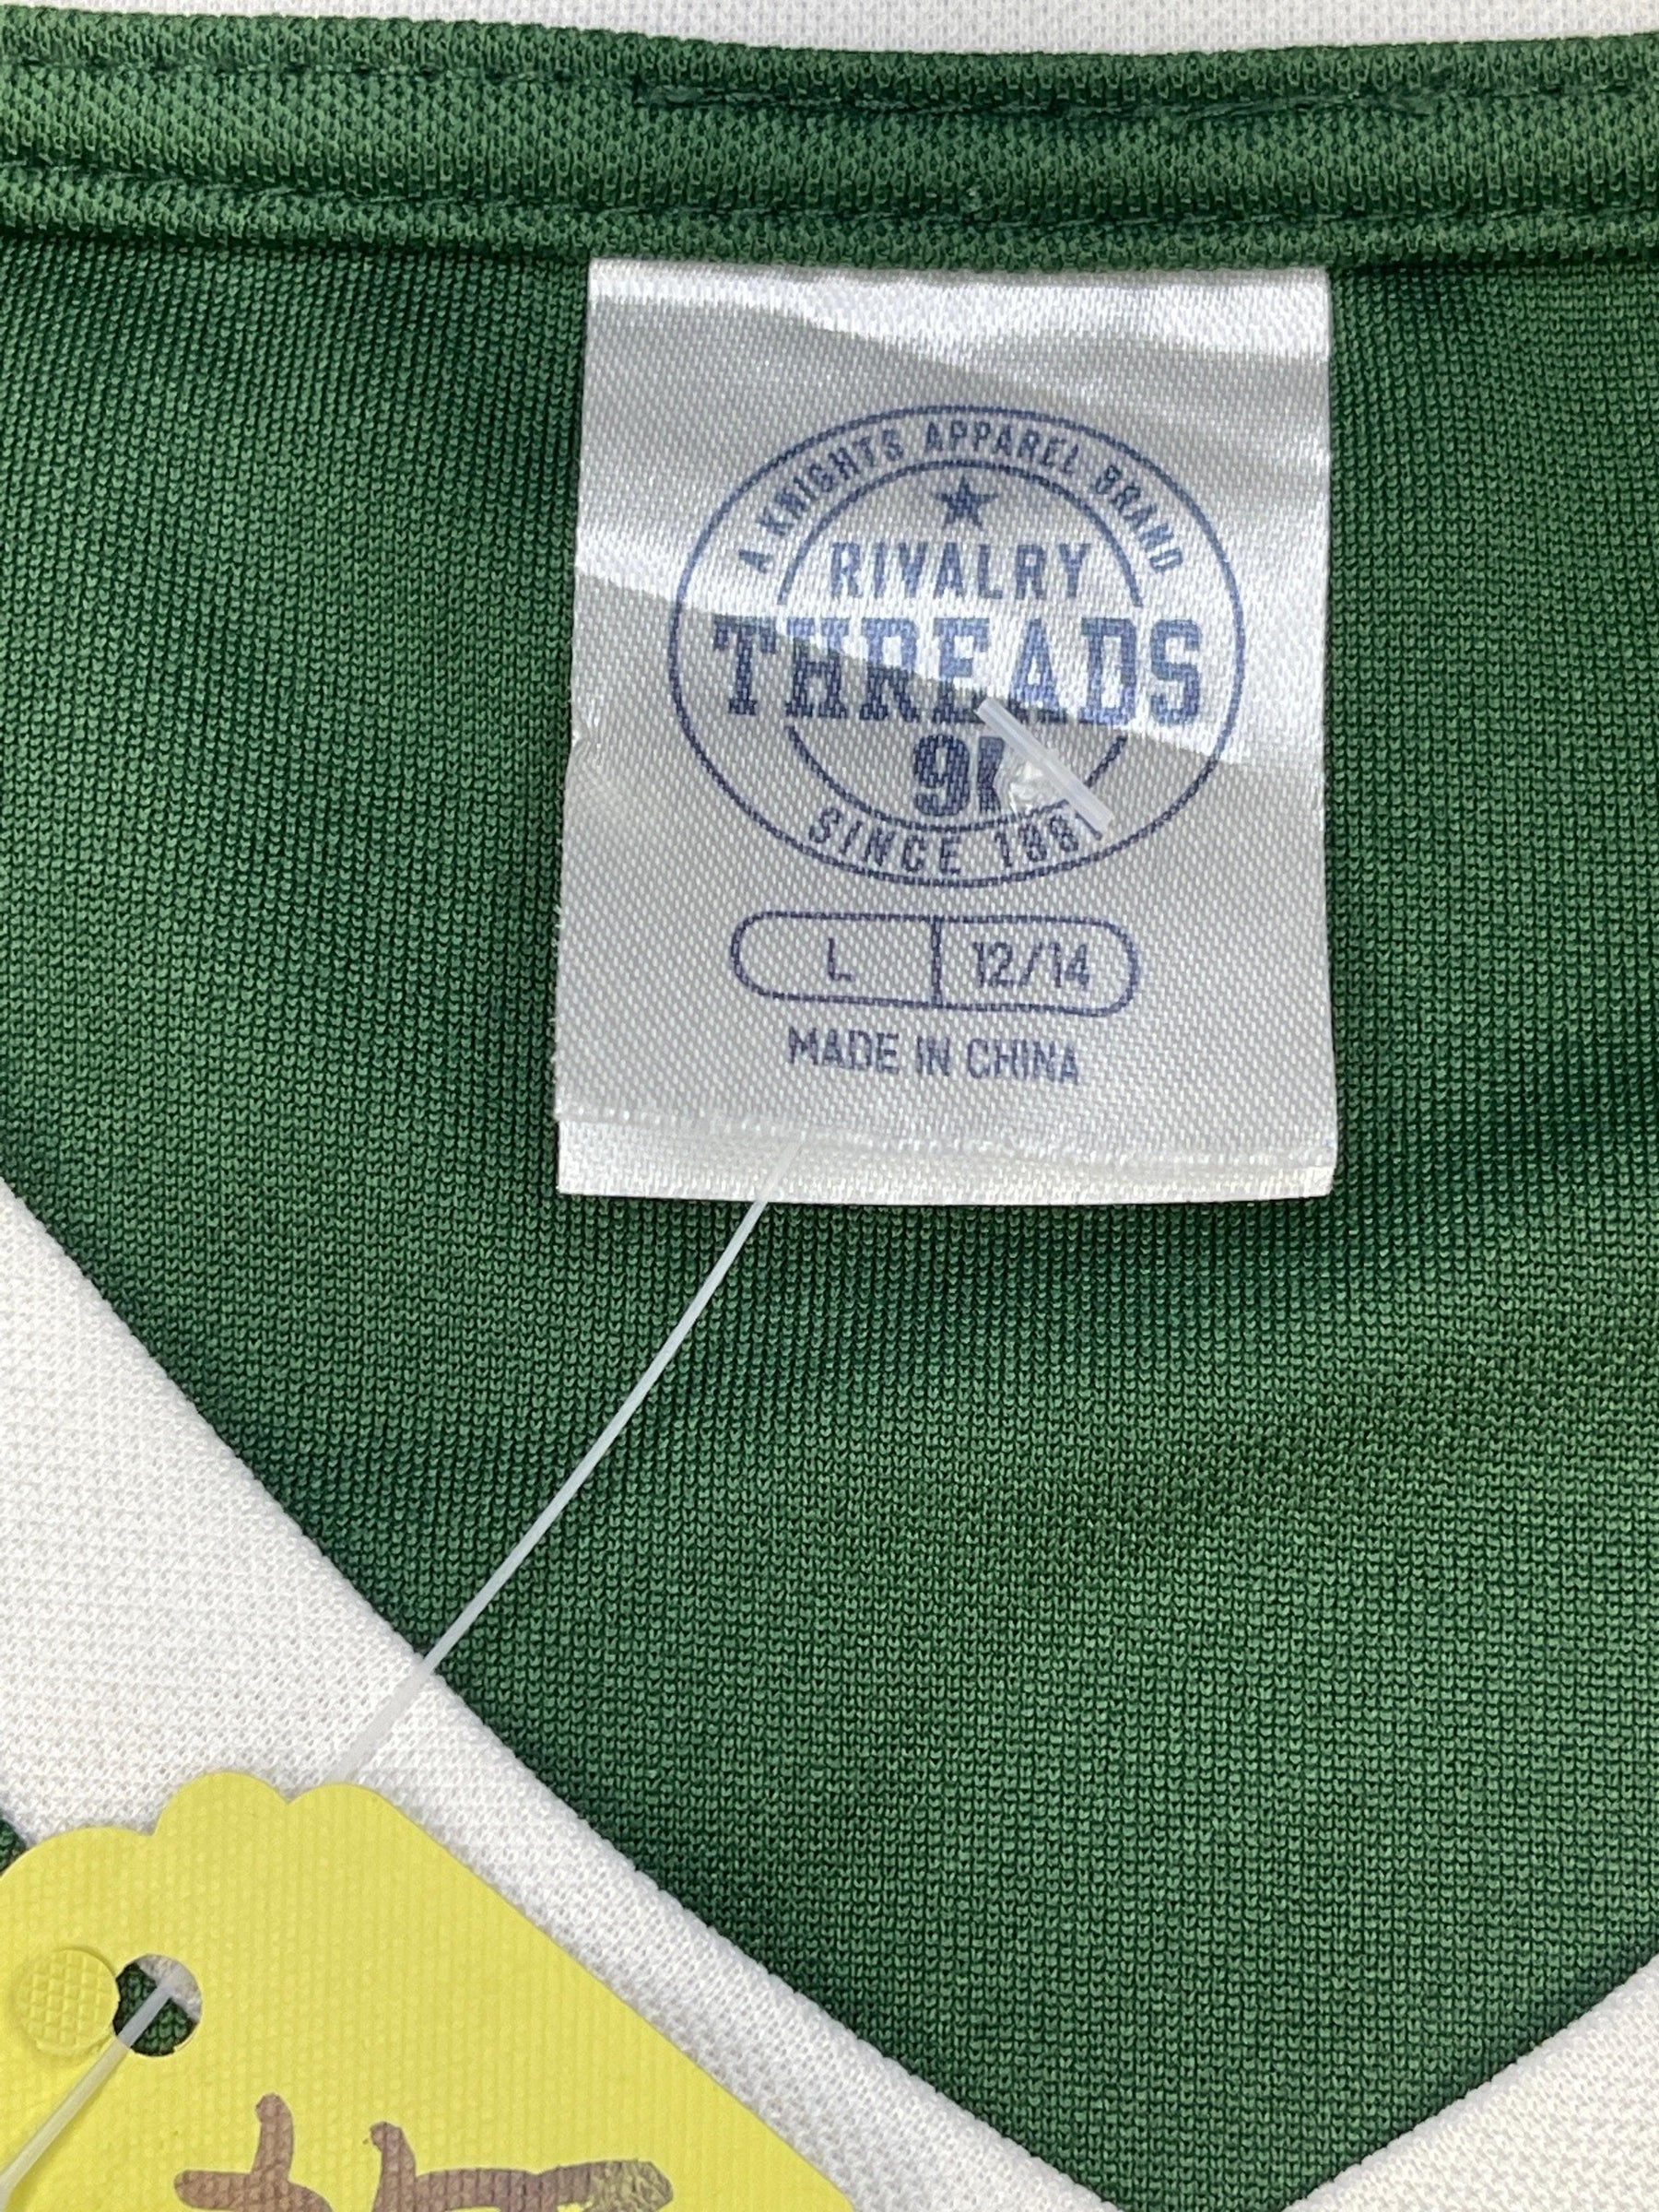 A KNIGHTS APPAREL BRAND
RIVALRY
THREADS
SINCE
L 12/14
MADE IN CHINA